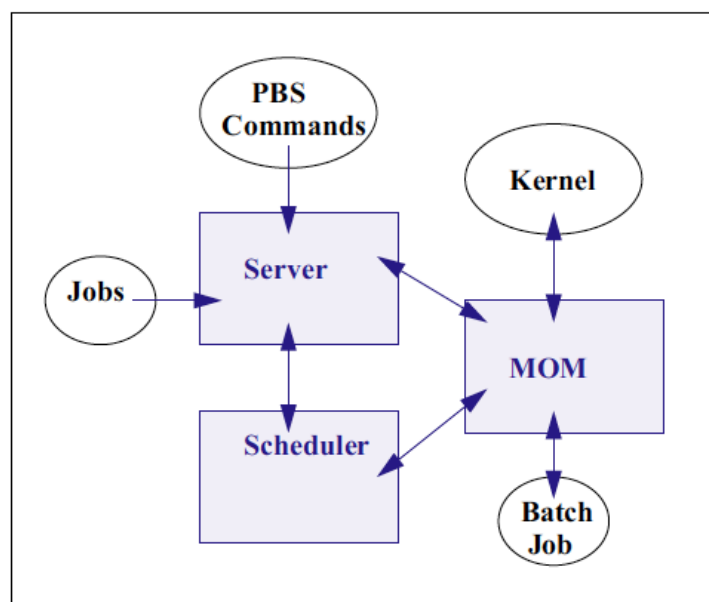 PBS
Commands
Kernel
Server
Jobs
MOM
Scheduler
Batch
Job